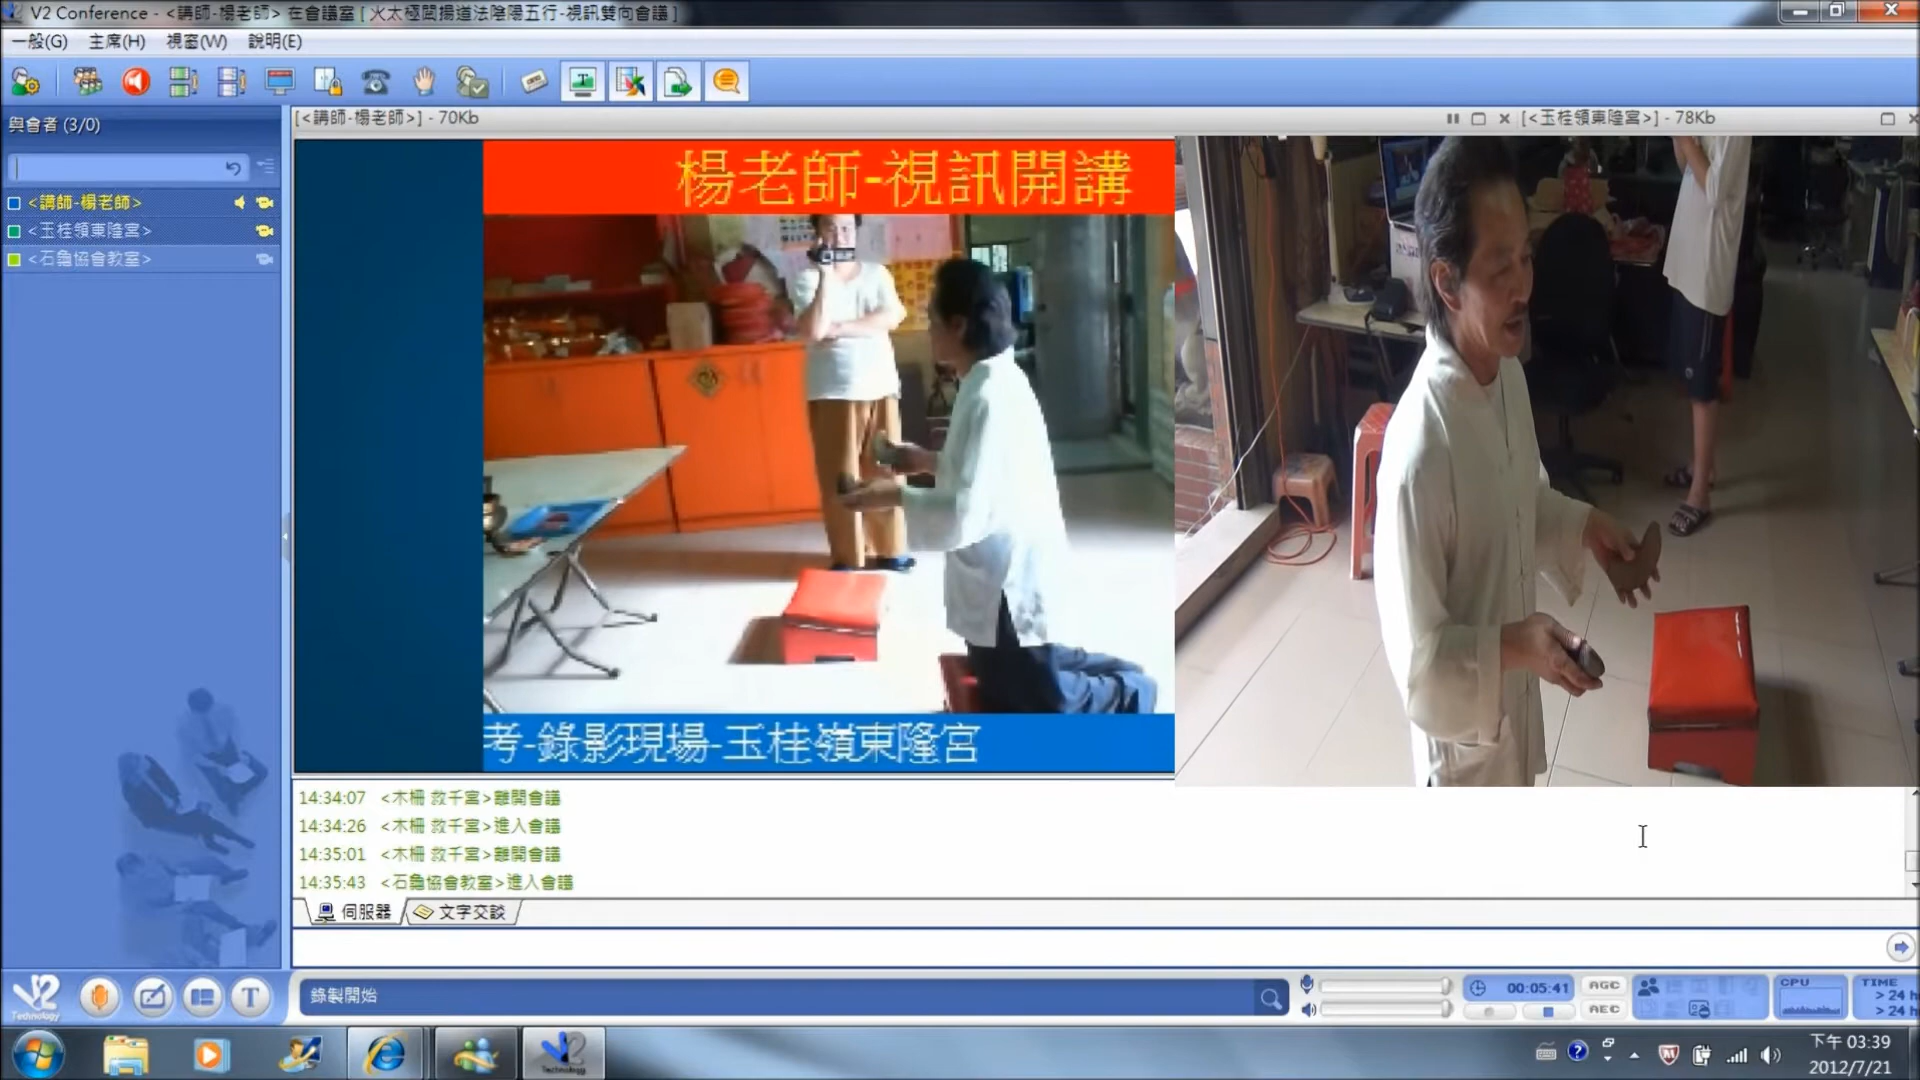 V2 Conference - <講師-楊老師> 在會議室 [ 火太極闡揚道法陰陽五行-視訊雙向會議 ]
一般(G) 主席(H) 視窗(W) 說明(E)
與會者 (3/0)
<講師-楊老師>
<玉桂領東隆宮>
<石龜協會教室>
[<講師-楊老師>] - 70Kb
[<玉桂領東隆宮>] - 78Kb
楊老師-視訊開講
考-錄影現場-玉桂嶺東隆宮
14:34:07 <木柵 救千宮>離開會議
14:34:26 <木柵 救千宮>進入會議
14:35:01 <木柵 救千宮>離開會議
14:35:43 <石龜協會教室>進入會議
伺服器 文字交談
V2 Technology
T
錄製開始
00:05:41
AGC
AEC
CPU
TIME
> 24 h
> 24 h
V2 Technology
下午 03:39
2012/7/21